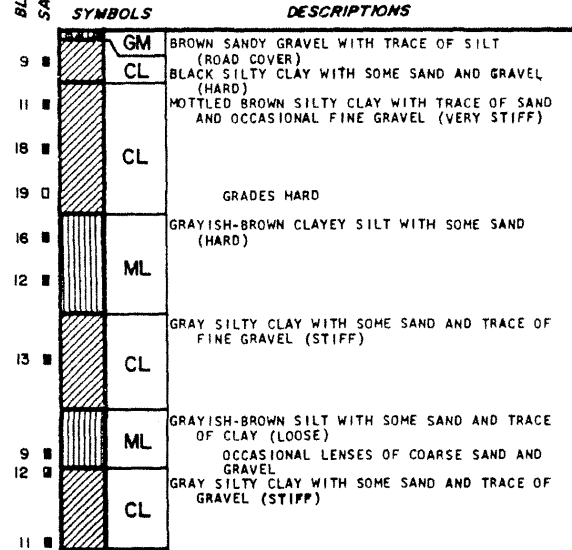 BL SA SYMBOLS DESCRIPTIONS
GM BROWN SANDY GRAVEL WITH TRACE OF SILT
(ROAD COVER)
9 CL BLACK SILTY CLAY WITH SOME SAND AND GRAVEL
(HARD)
11 MOTTLED BROWN SILTY CLAY WITH TRACE OF SAND
AND OCCASIONAL FINE GRAVEL (VERY STIFF)
18 CL
19 GRADES HARD
16 GRAYISH-BROWN CLAYEY SILT WITH SOME SAND
(HARD)
12 ML
GRAY SILTY CLAY WITH SOME SAND AND TRACE OF
FINE GRAVEL (STIFF)
13 CL
GRAYISH-BROWN SILT WITH SOME SAND AND TRACE
ML OF CLAY (LOOSE)
9 OCCASIONAL LENSES OF COARSE SAND AND
12 GRAVEL
GRAY SILTY CLAY WITH SOME SAND AND TRACE OF
GRAVEL (STIFF)
CL
11